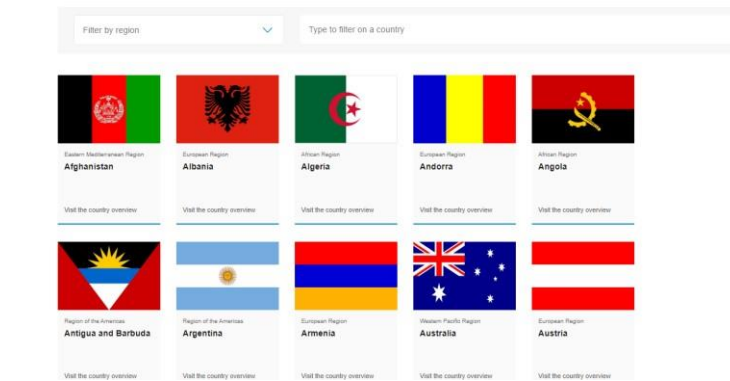 Filter by region
Type to filter on a country
Eastern Mediterranean Region
Afghanistan
Visit the country overview
European Region
Albania
Visit the country overview
African Region
Algeria
Visit the country overview
European Region
Andorra
Visit the country overview
African Region
Angola
Visit the country overview
Region of the Americas
Antigua and Barbuda
Visit the country overview
Region of the Americas
Argentina
Visit the country overview
European Region
Armenia
Visit the country overview
Western Pacific Region
Australia
Visit the country overview
European Region
Austria
Visit the country overview